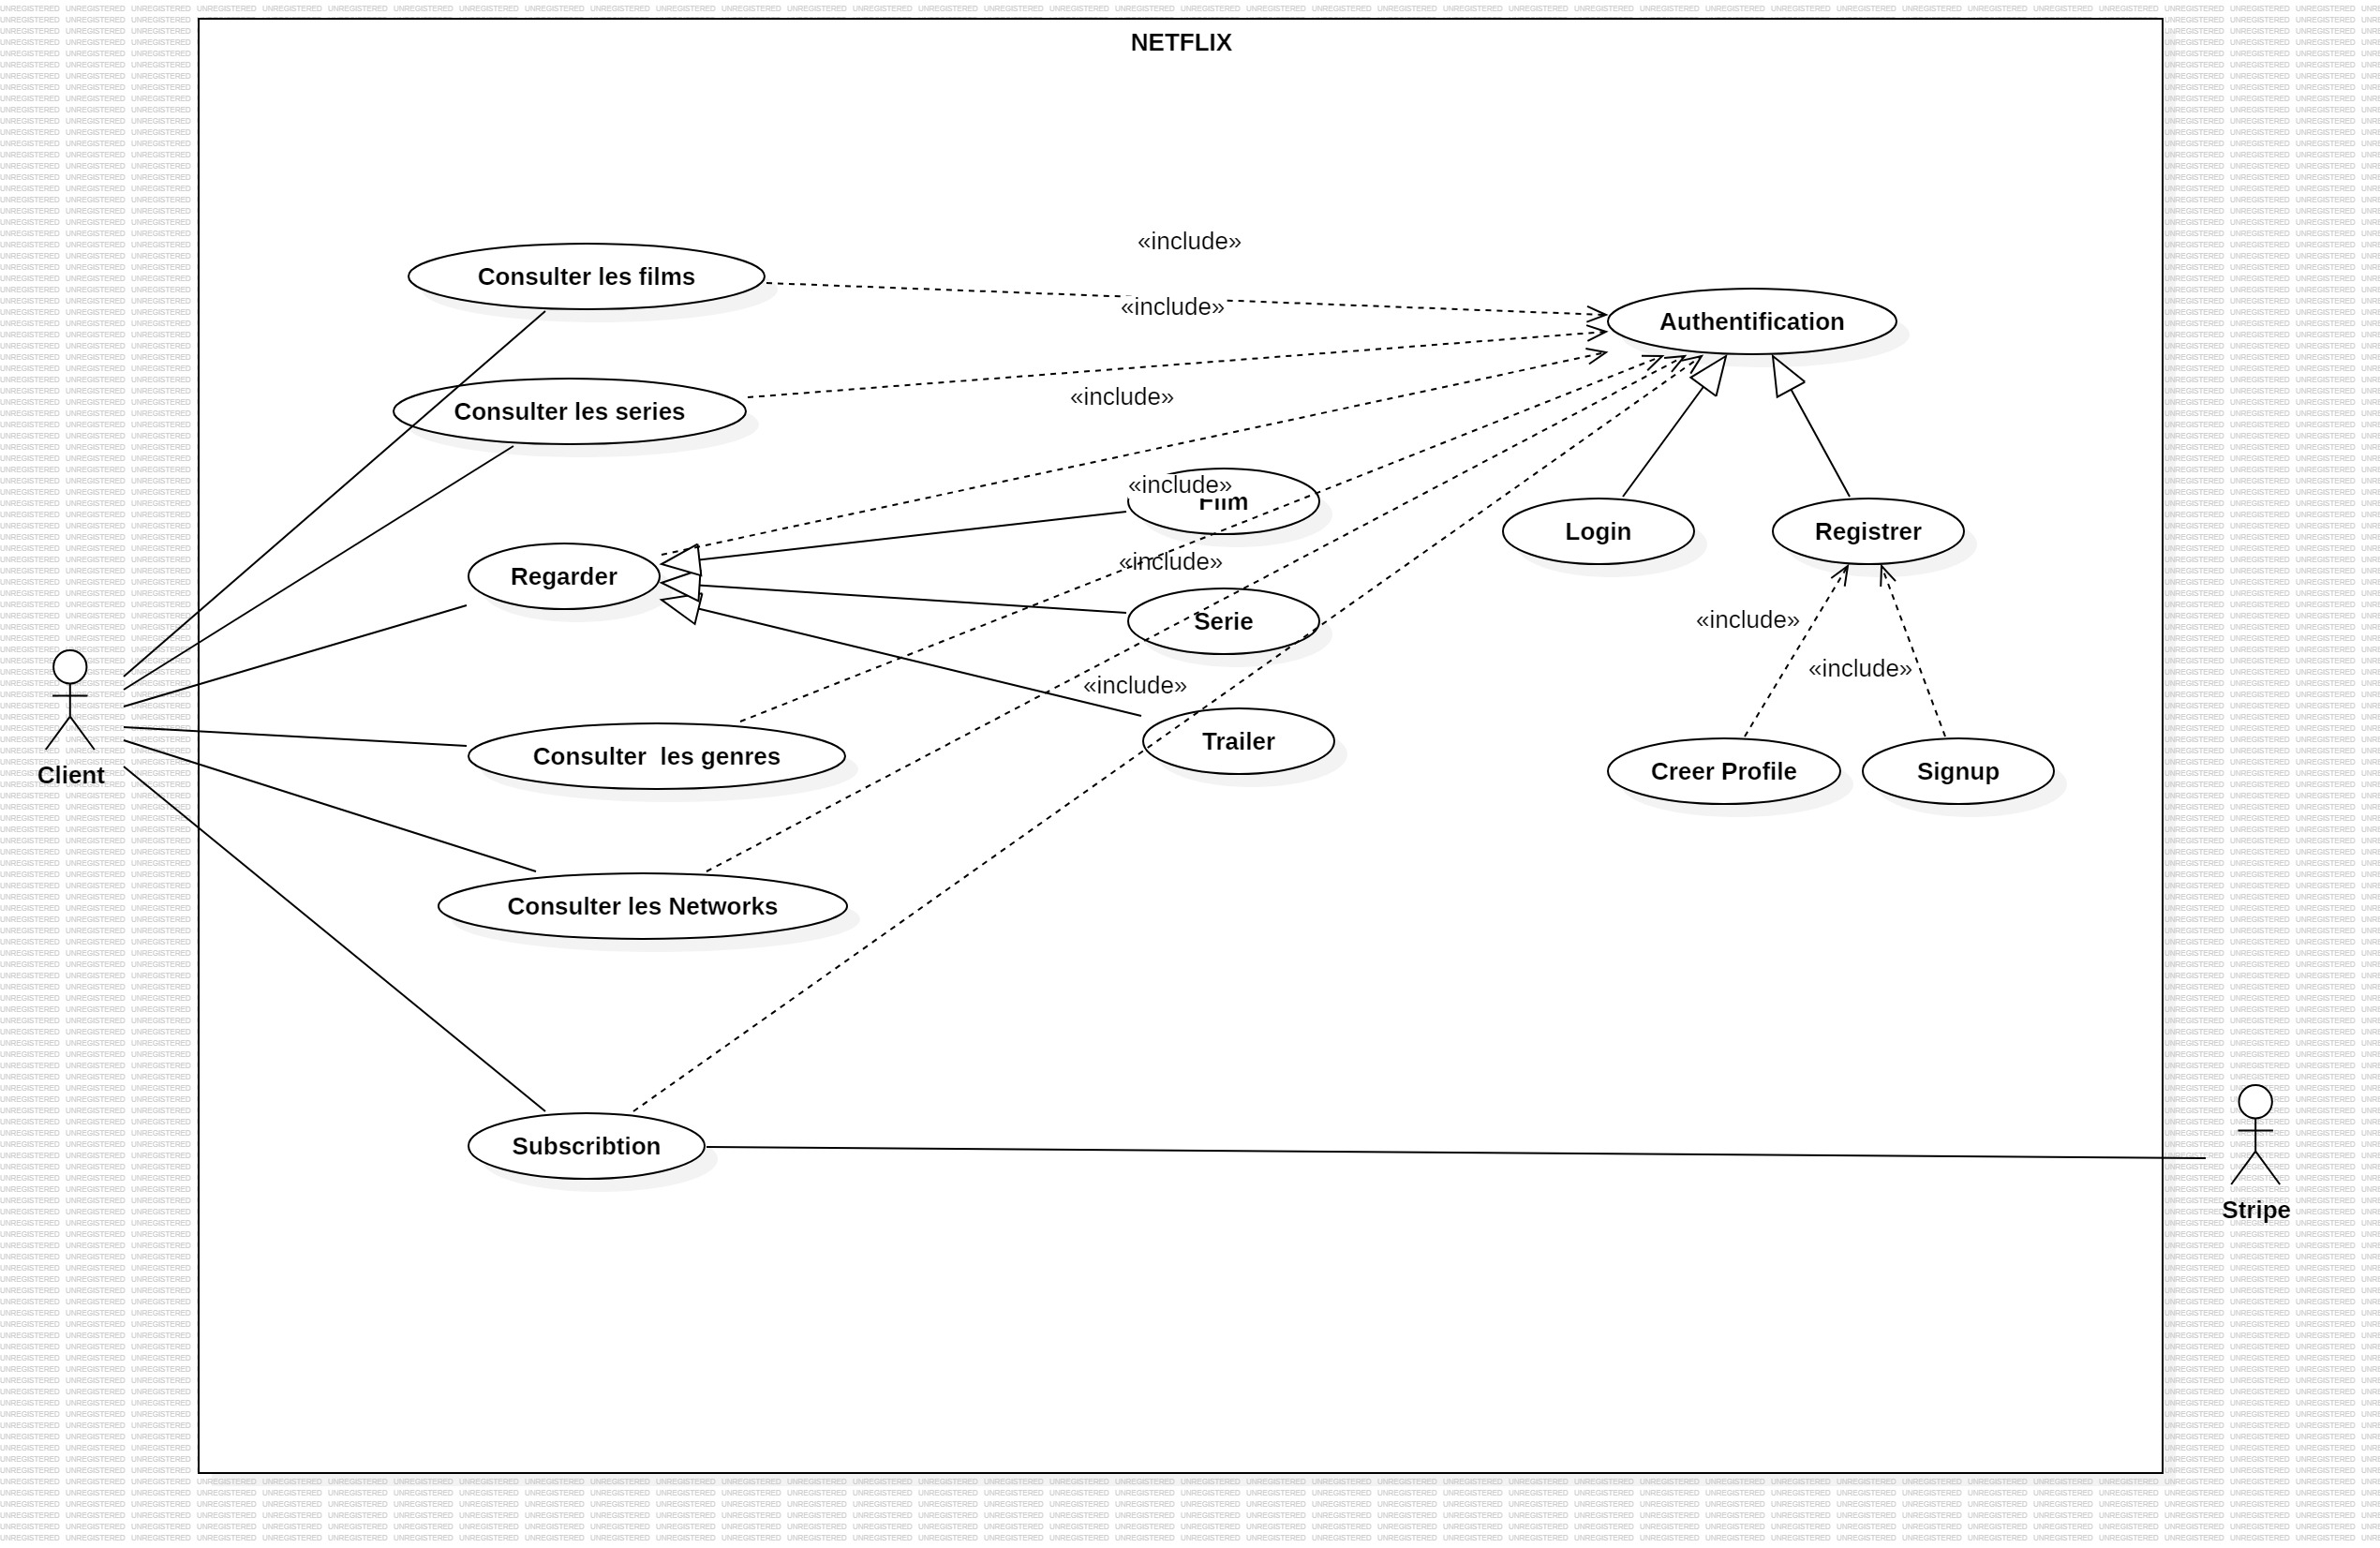 NETFLIX
«include»
Consulter les films
«include»
Authentification
«include»
Consulter les series
«include»
Film
Login
Registrer
«include»
Regarder
Serie
«include»
«include»
«include»
Client
Consulter  les genres
Trailer
Creer Profile
Signup
Consulter les Networks
Subscribtion
Stripe
UNREGISTERED